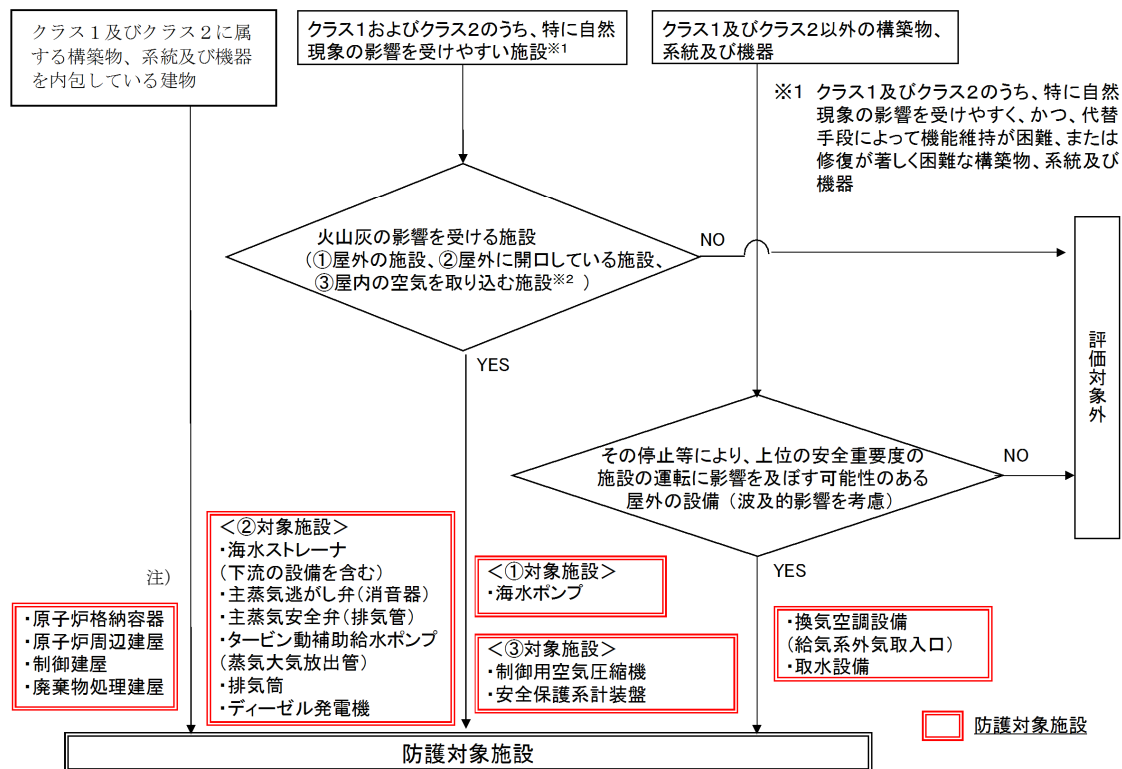 クラス１及びクラス２に属
する構築物、系統及び機器
を内包している建物
クラス1およびクラス2のうち、特に自然
現象の影響を受けやすい施設※1
クラス1及びクラス2以外の構築物、
系統及び機器
※1 クラス1及びクラス2のうち、特に自然
現象の影響を受けやすく、かつ、代替
手段によって機能維持が困難、または
修復が著しく困難な構築物、系統及び
機器
火山灰の影響を受ける施設
(①屋外の施設、②屋外に開口している施設、
③屋内の空気を取り込む施設※2 )
NO
YES
評価対象外
その停止等により、上位の安全重要度の
施設の運転に影響を及ぼす可能性のある
屋外の設備（波及的影響を考慮）
NO
YES
注）
・原子炉格納容器
・原子炉周辺建屋
・制御建屋
・廃棄物処理建屋
＜②対象施設＞
・海水ストレーナ
(下流の設備を含む)
・主蒸気逃がし弁(消音器)
・主蒸気安全弁(排気管)
・タービン動補助給水ポンプ
(蒸気大気放出管)
・排気筒
・ディーゼル発電機
＜①対象施設＞
・海水ポンプ
＜③対象施設＞
・制御用空気圧縮機
・安全保護系計装盤
・換気空調設備
(給気系外気取入口)
・取水設備
防護対象施設
防護対象施設